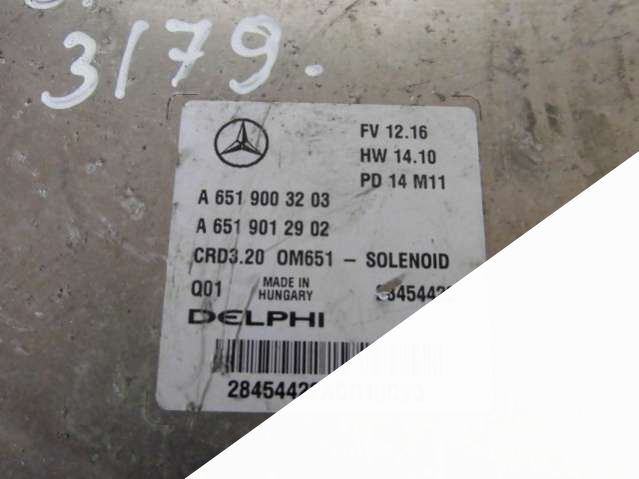 3179.
FV 12.16
HW 14.10
PD 14 M11
A 651 900 32 03
A 651 901 29 02
CRD3.20 OM651 – SOLENOID
Q01
MADE IN
HUNGARY
DELPHI